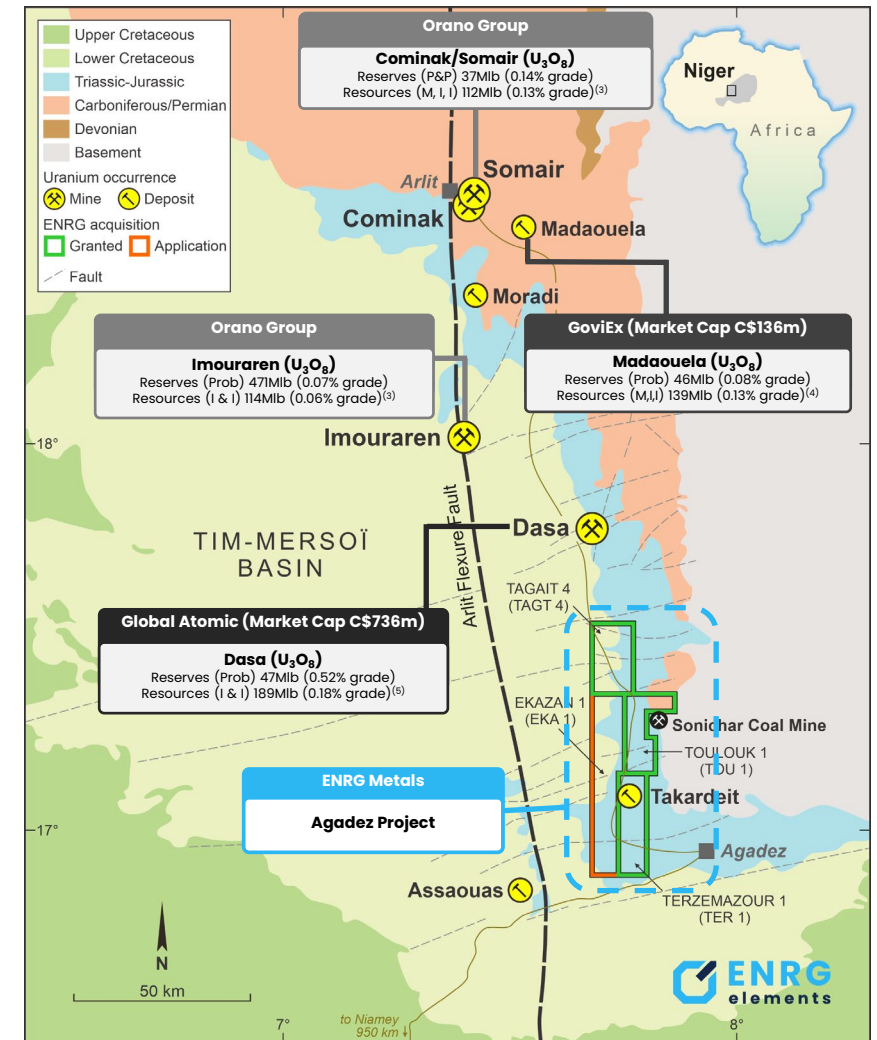 Upper Cretaceous
Lower Cretaceous
Triassic-Jurassic
Carboniferous/Permian
Devonian
Basement
Uranium occurrence
Mine Deposit
ENRG acquisition
Granted Application
Fault
Orano Group
Cominak/Somair (U₃O₈)
Reserves (P&P) 37Mlb (0.14% grade)
Resources (M, I, I) 112Mlb (0.13% grade)⁽³⁾
Niger
Africa
Arlit
Somair
Cominak
Madaouela
Moradi
Orano Group
Imouraren (U₃O₈)
Reserves (Prob) 471Mlb (0.07% grade)
Resources (I & I) 114Mlb (0.06% grade)⁽³⁾
GoviEx (Market Cap C$136m)
Madaouela (U₃O₈)
Reserves (Prob) 46Mlb (0.08% grade)
Resources (M,I,I) 139Mlb (0.13% grade)⁽⁴⁾
Imouraren
18°
Arlit Flexure Fault
Dasa
TIM-MERSOÏ
BASIN
TAGAIT 4
(TAGT 4)
Global Atomic (Market Cap C$736m)
Dasa (U₃O₈)
Reserves (Prob) 47Mlb (0.52% grade)
Resources (I & I) 189Mlb (0.18% grade)⁽⁵⁾
EKAZAN 1
(EKA 1)
Sonichar Coal Mine
TOULOUK 1
(TOU 1)
ENRG Metals
Agadez Project
Takardeit
17°
Agadez
Assaouas
TERZEMAZOUR 1
(TER 1)
N
50 km
ENRG
elements
to Niamey
950 km
7°
8°